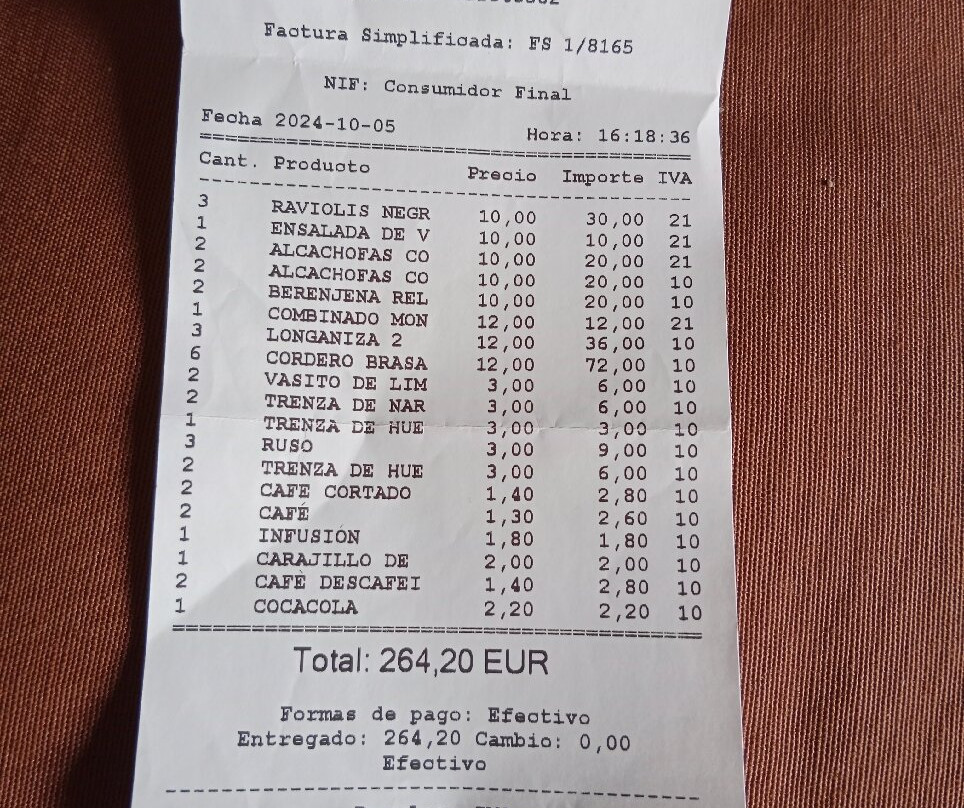 Factura Simplificada: FS 1/8165
NIF: Consumidor Final
Fecha 2024-10-05 Hora: 16:18:36
Cant. Producto Precio Importe IVA
3 RAVIOLIS NEGR 10,00 30,00 21
1 ENSALADA DE V 10,00 10,00 21
2 ALCACHOFAS CO 10,00 20,00 21
2 ALCACHOFAS CO 10,00 20,00 10
2 BERENJENA REL 10,00 20,00 10
1 COMBINADO MON 12,00 12,00 21
3 LONGANIZA 2 12,00 36,00 10
6 CORDERO BRASA 12,00 72,00 10
2 VASITO DE LIM 3,00 6,00 10
2 TRENZA DE NAR 3,00 6,00 10
1 TRENZA DE HUE 3,00 3,00 10
3 RUSO 3,00 9,00 10
2 TRENZA DE HUE 3,00 6,00 10
2 CAFE CORTADO 1,40 2,80 10
2 CAFÉ 1,30 2,60 10
1 INFUSIÓN 1,80 1,80 10
1 CARAJILLO DE 2,00 2,00 10
2 CAFÈ DESCAFEI 1,40 2,80 10
1 COCACOLA 2,20 2,20 10
Total: 264,20 EUR
Formas de pago: Efectivo
Entregado: 264,20 Cambio: 0,00
Efectivo